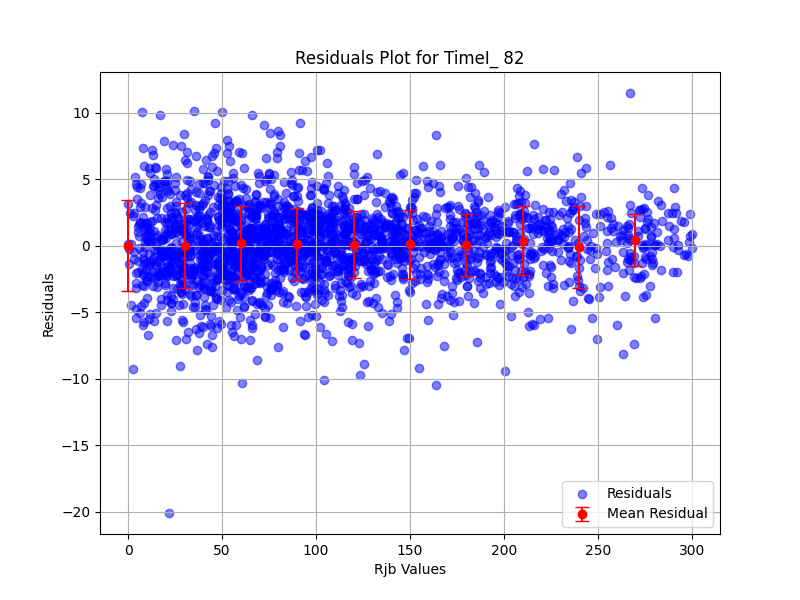 Residuals Plot for TimeI_ 82
Residuals
10
5
0
−5
−10
−15
−20
0 50 100 150 200 250 300
Rjb Values
Residuals
Mean Residual